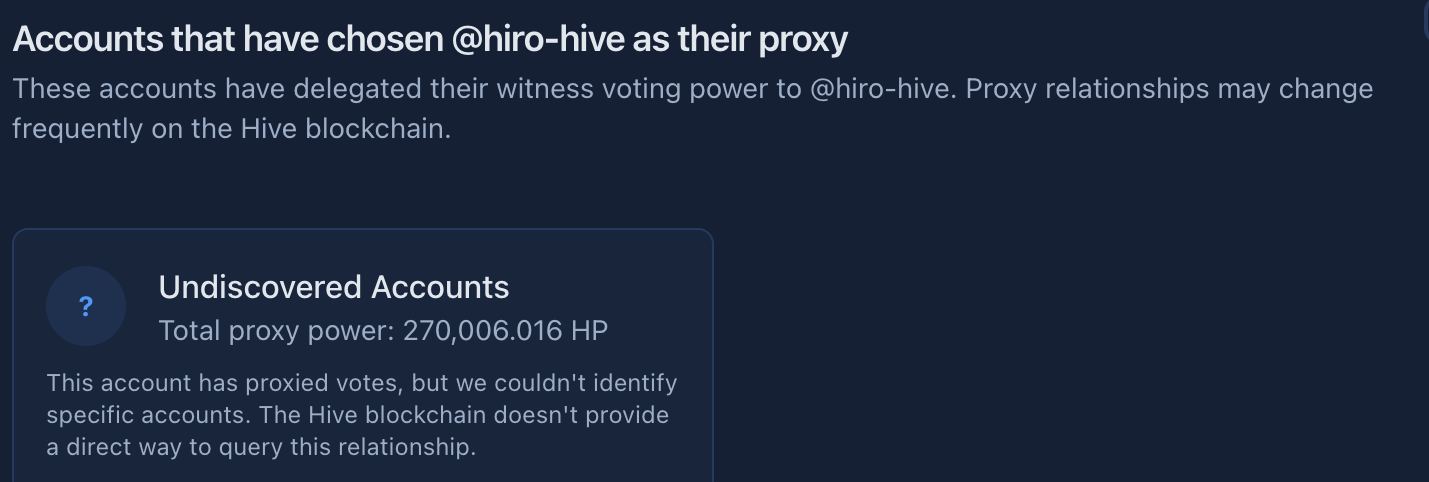 Accounts that have chosen @hiro-hive as their proxy
These accounts have delegated their witness voting power to @hiro-hive. Proxy relationships may change
frequently on the Hive blockchain.
?
Undiscovered Accounts
Total proxy power: 270,006.016 HP
This account has proxied votes, but we couldn't identify
specific accounts. The Hive blockchain doesn't provide
a direct way to query this relationship.